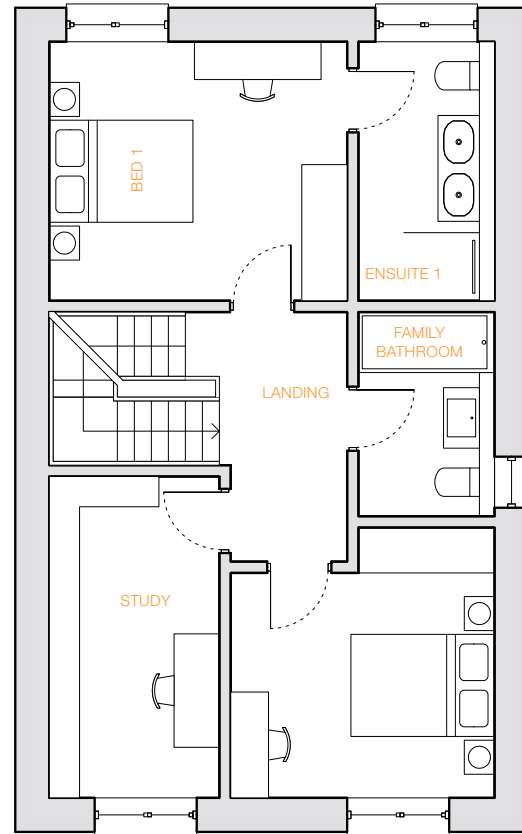 BED 1
ENSUITE 1
FAMILY
BATHROOM
LANDING
STUDY